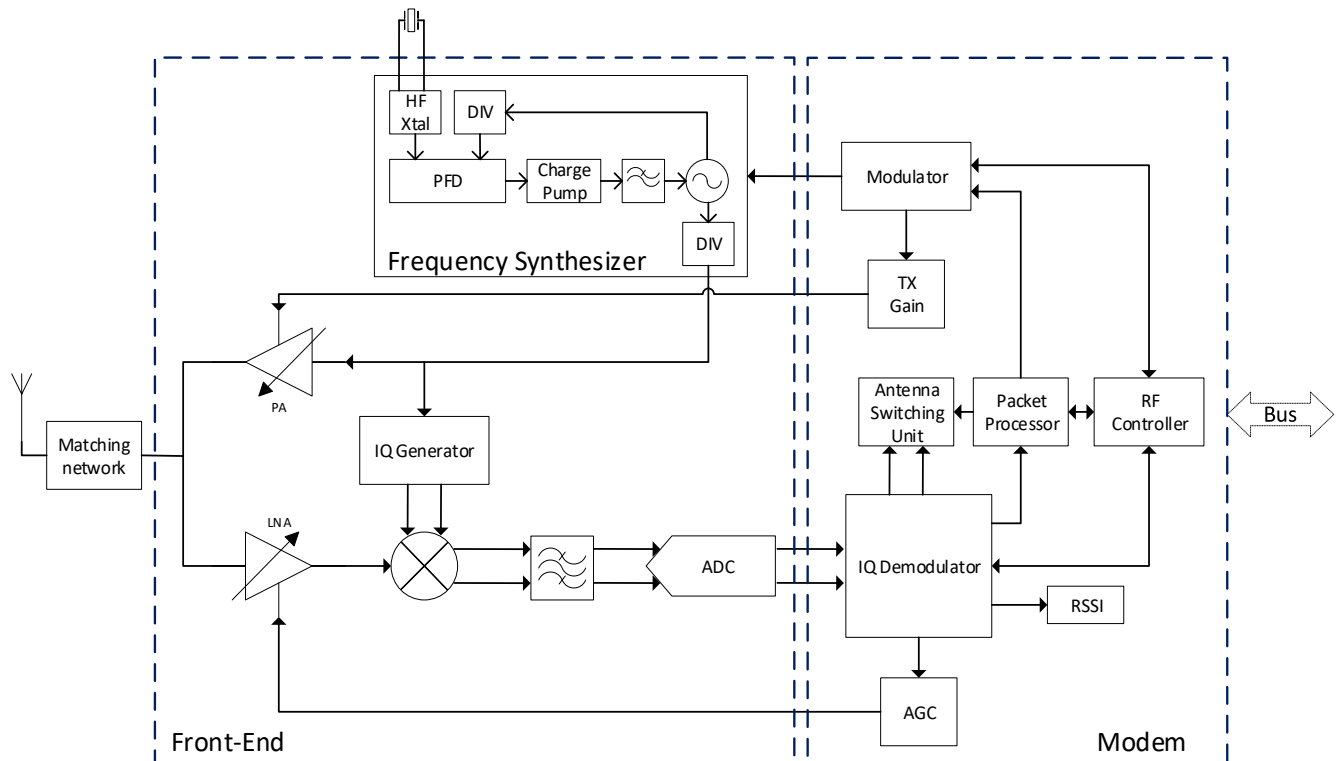 HF
Xtal
DIV
PFD
Charge
Pump
DIV
Frequency Synthesizer
Modulator
TX
Gain
PA
Antenna
Switching
Unit
Packet
Processor
RF
Controller
Bus
Matching
network
IQ Generator
LNA
ADC
IQ Demodulator
RSSI
AGC
Front-End
Modem